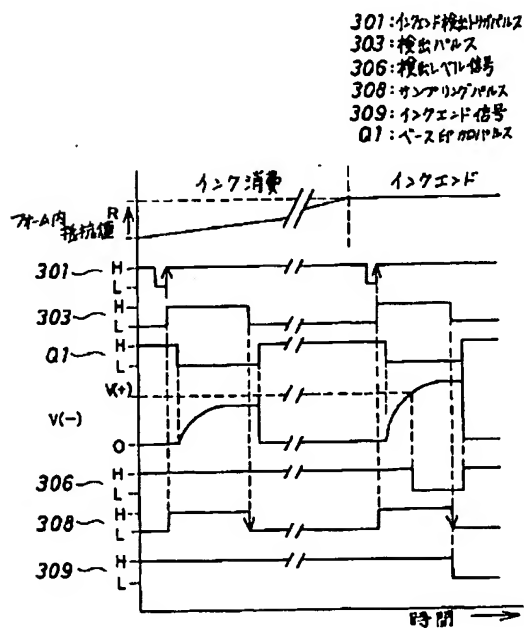 301:インクエンド検出トリガパルス
303:検出パルス
306:検出レベル信号
308:サンプリングパルス
309:インクエンド信号
Q1:ベース印加パルス
インク消費
インクエンド
フォーム内
抵抗値
R
301
H
L
303
H
L
Q1
H
L
V(+)
V(-)
0
306
H
L
308
H
L
309
H
L
時間